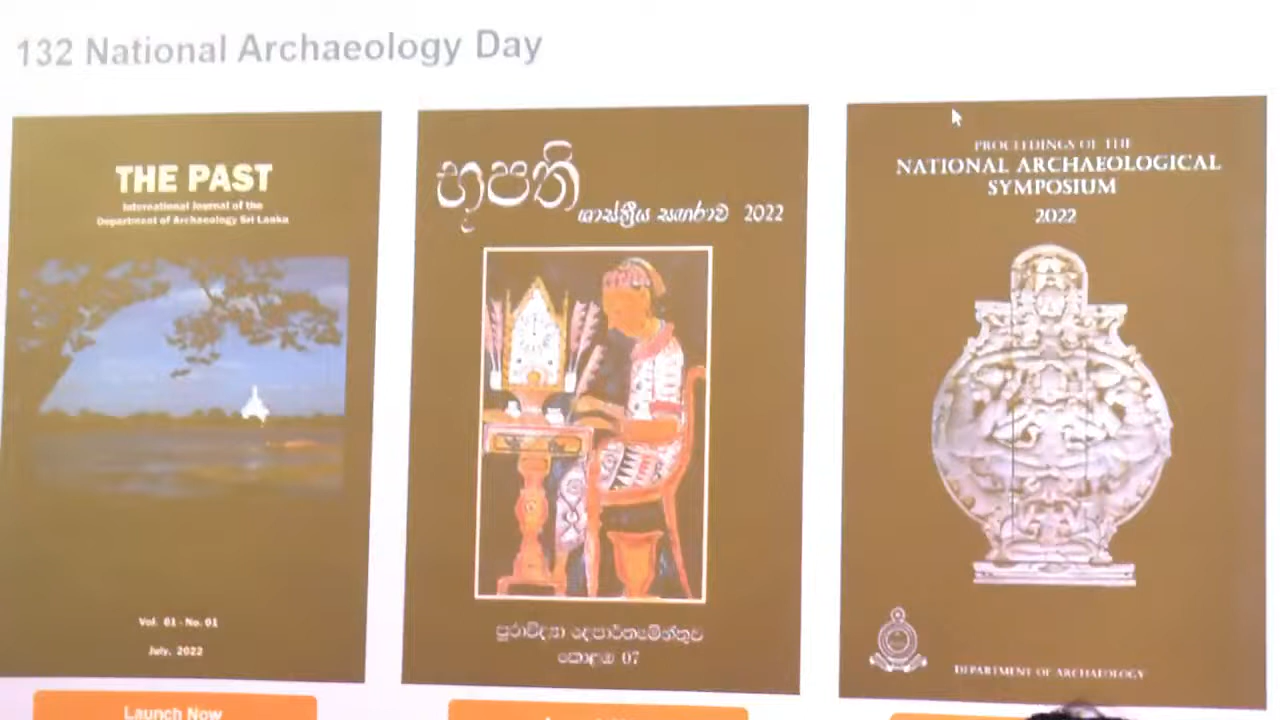 132 National Archaeology Day
THE PAST
International Journal of the
Department of Archaeology Sri Lanka
Vol. 01 - No. 01
July, 2022
Launch Now
භූපති
ශාස්ත්‍රීය සඟරාව 2022
පුරාවිද්‍යා දෙපාර්තමේන්තුව
කොළඹ 07
PROCEEDINGS OF THE
NATIONAL ARCHAEOLOGICAL
SYMPOSIUM
2022
DEPARTMENT OF ARCHAEOLOGY